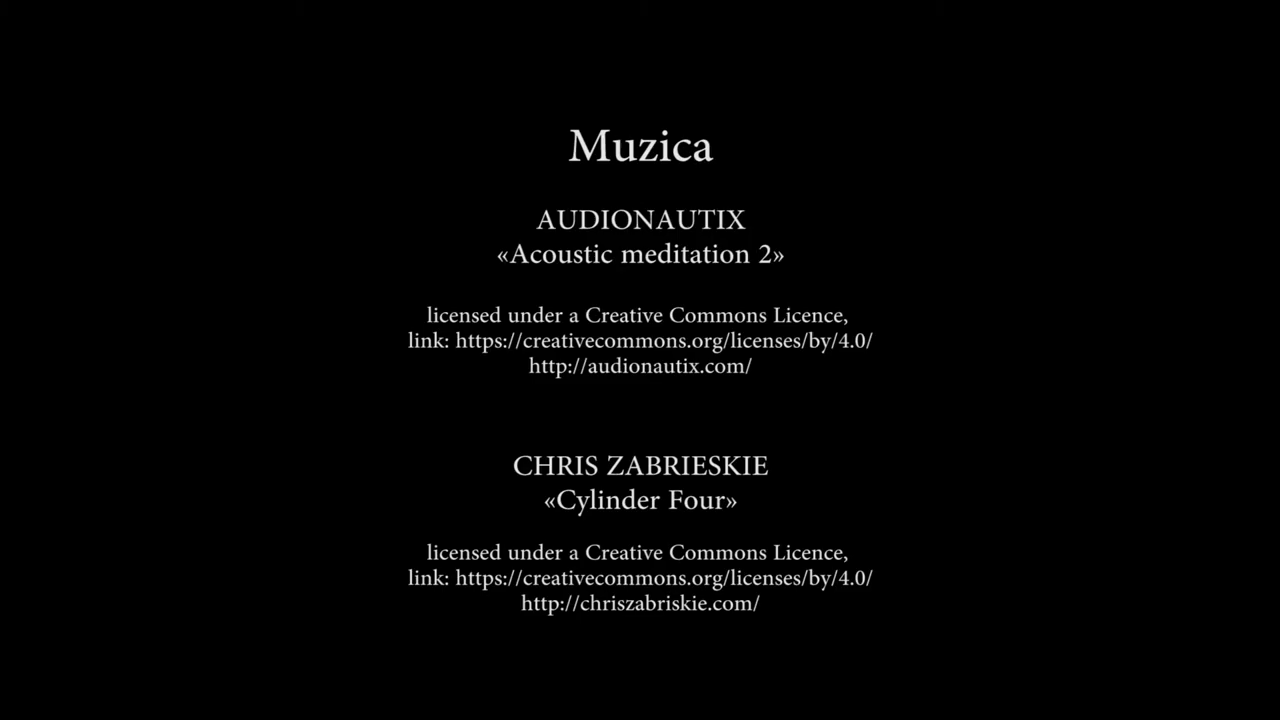 Muzica
AUDIONAUTIX
«Acoustic meditation 2»
licensed under a Creative Commons Licence,
link: https://creativecommons.org/licenses/by/4.0/
http://audionautix.com/
CHRIS ZABRIESKIE
«Cylinder Four»
licensed under a Creative Commons Licence,
link: https://creativecommons.org/licenses/by/4.0/
http://chriszabriskie.com/